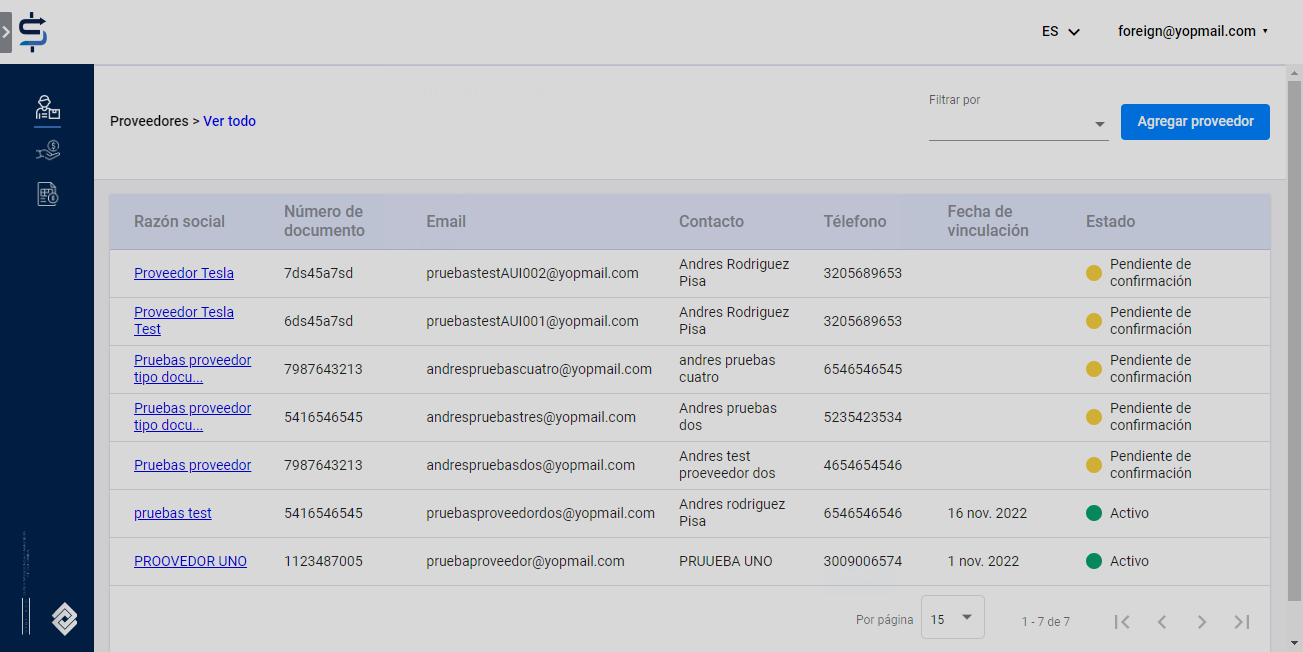 ES
foreign@yopmail.com
Filtrar por
Proveedores > Ver todo
Agregar proveedor
Razón social
Número de
documento
Email
Contacto
Télefono
Fecha de
vinculación
Estado
Proveedor Tesla
7ds45a7sd
pruebastestAUI002@yopmail.com
Andres Rodriguez
Pisa
3205689653
Pendiente de
confirmación
Proveedor Tesla
Test
6ds45a7sd
pruebastestAUI001@yopmail.com
Andres Rodriguez
Pisa
3205689653
Pendiente de
confirmación
Pruebas proveedor
tipo docu...
7987643213
andrespruebascuatro@yopmail.com
andres pruebas
cuatro
6546546545
Pendiente de
confirmación
Pruebas proveedor
tipo docu...
5416546545
andrespruebastres@yopmail.com
Andres pruebas
dos
5235423534
Pendiente de
confirmación
Pruebas proveedor
7987643213
andrespruebasdos@yopmail.com
Andres test
proeveedor dos
4654654546
Pendiente de
confirmación
pruebas test
5416546545
pruebasproveedordos@yopmail.com
Andres rodriguez
Pisa
6546546546
16 nov. 2022
Activo
PROOVEDOR UNO
1123487005
pruebaproveedor@yopmail.com
PRUUEBA UNO
3009006574
1 nov. 2022
Activo
Por página
15
1 - 7 de 7